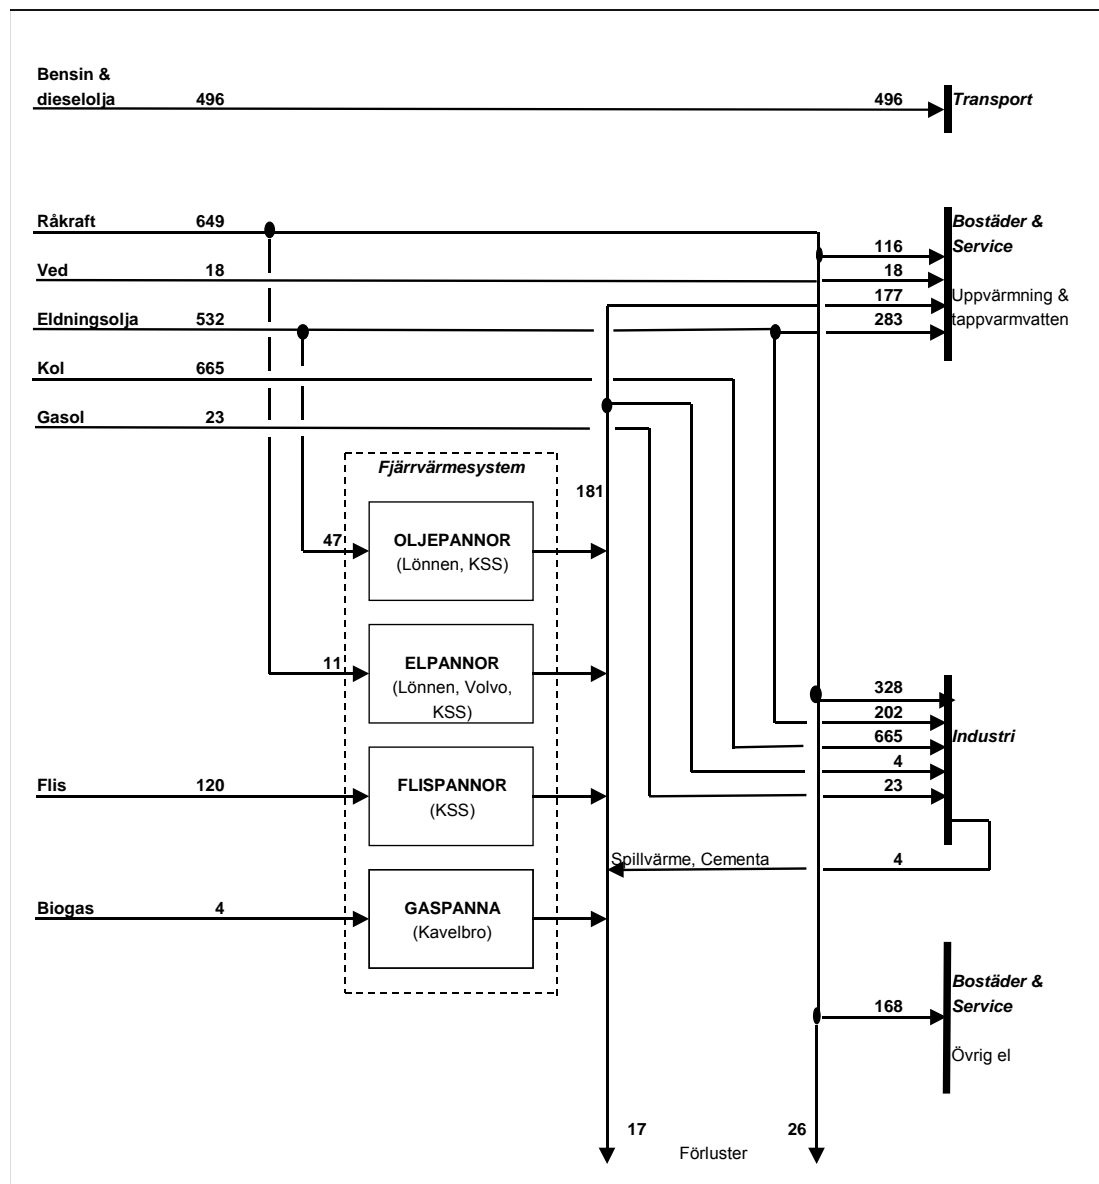 Bensin &
dieselolja 496 496 Transport
Råkraft 649 Bostäder &
116 Service
Ved 18 18
177 Uppvärmning &
Eldningsolja 532 283 tappvarmvatten
Kol 665
Gasol 23
Fjärrvärmesystem
181
47 OLJEPANNOR
(Lönnen, KSS)
11 ELPANNOR
(Lönnen, Volvo,
KSS)
328
202
665 Industri
4
23
Flis 120 FLISPANNOR
(KSS)
Spillvärme, Cementa 4
Biogas 4 GASPANNA
(Kavelbro)
Bostäder &
168 Service
Övrig el
17 26
Förluster